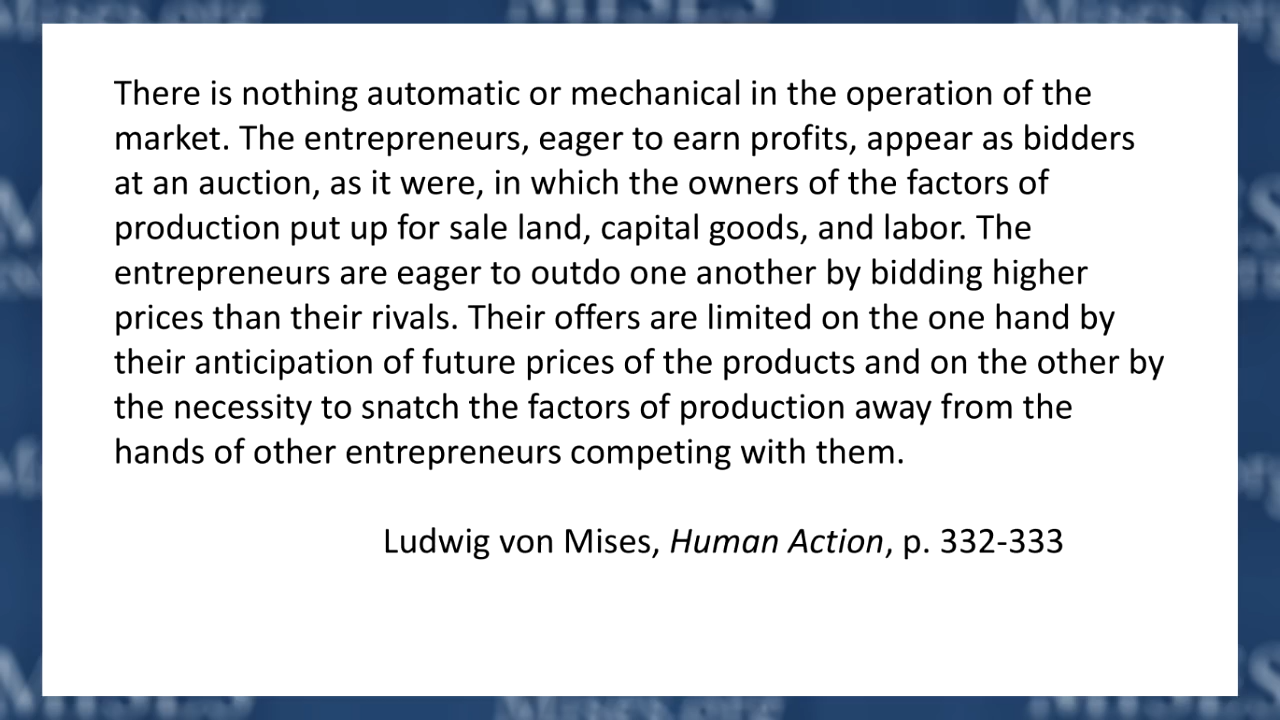 There is nothing automatic or mechanical in the operation of the
market. The entrepreneurs, eager to earn profits, appear as bidders
at an auction, as it were, in which the owners of the factors of
production put up for sale land, capital goods, and labor. The
entrepreneurs are eager to outdo one another by bidding higher
prices than their rivals. Their offers are limited on the one hand by
their anticipation of future prices of the products and on the other by
the necessity to snatch the factors of production away from the
hands of other entrepreneurs competing with them.
Ludwig von Mises, Human Action, p. 332-333